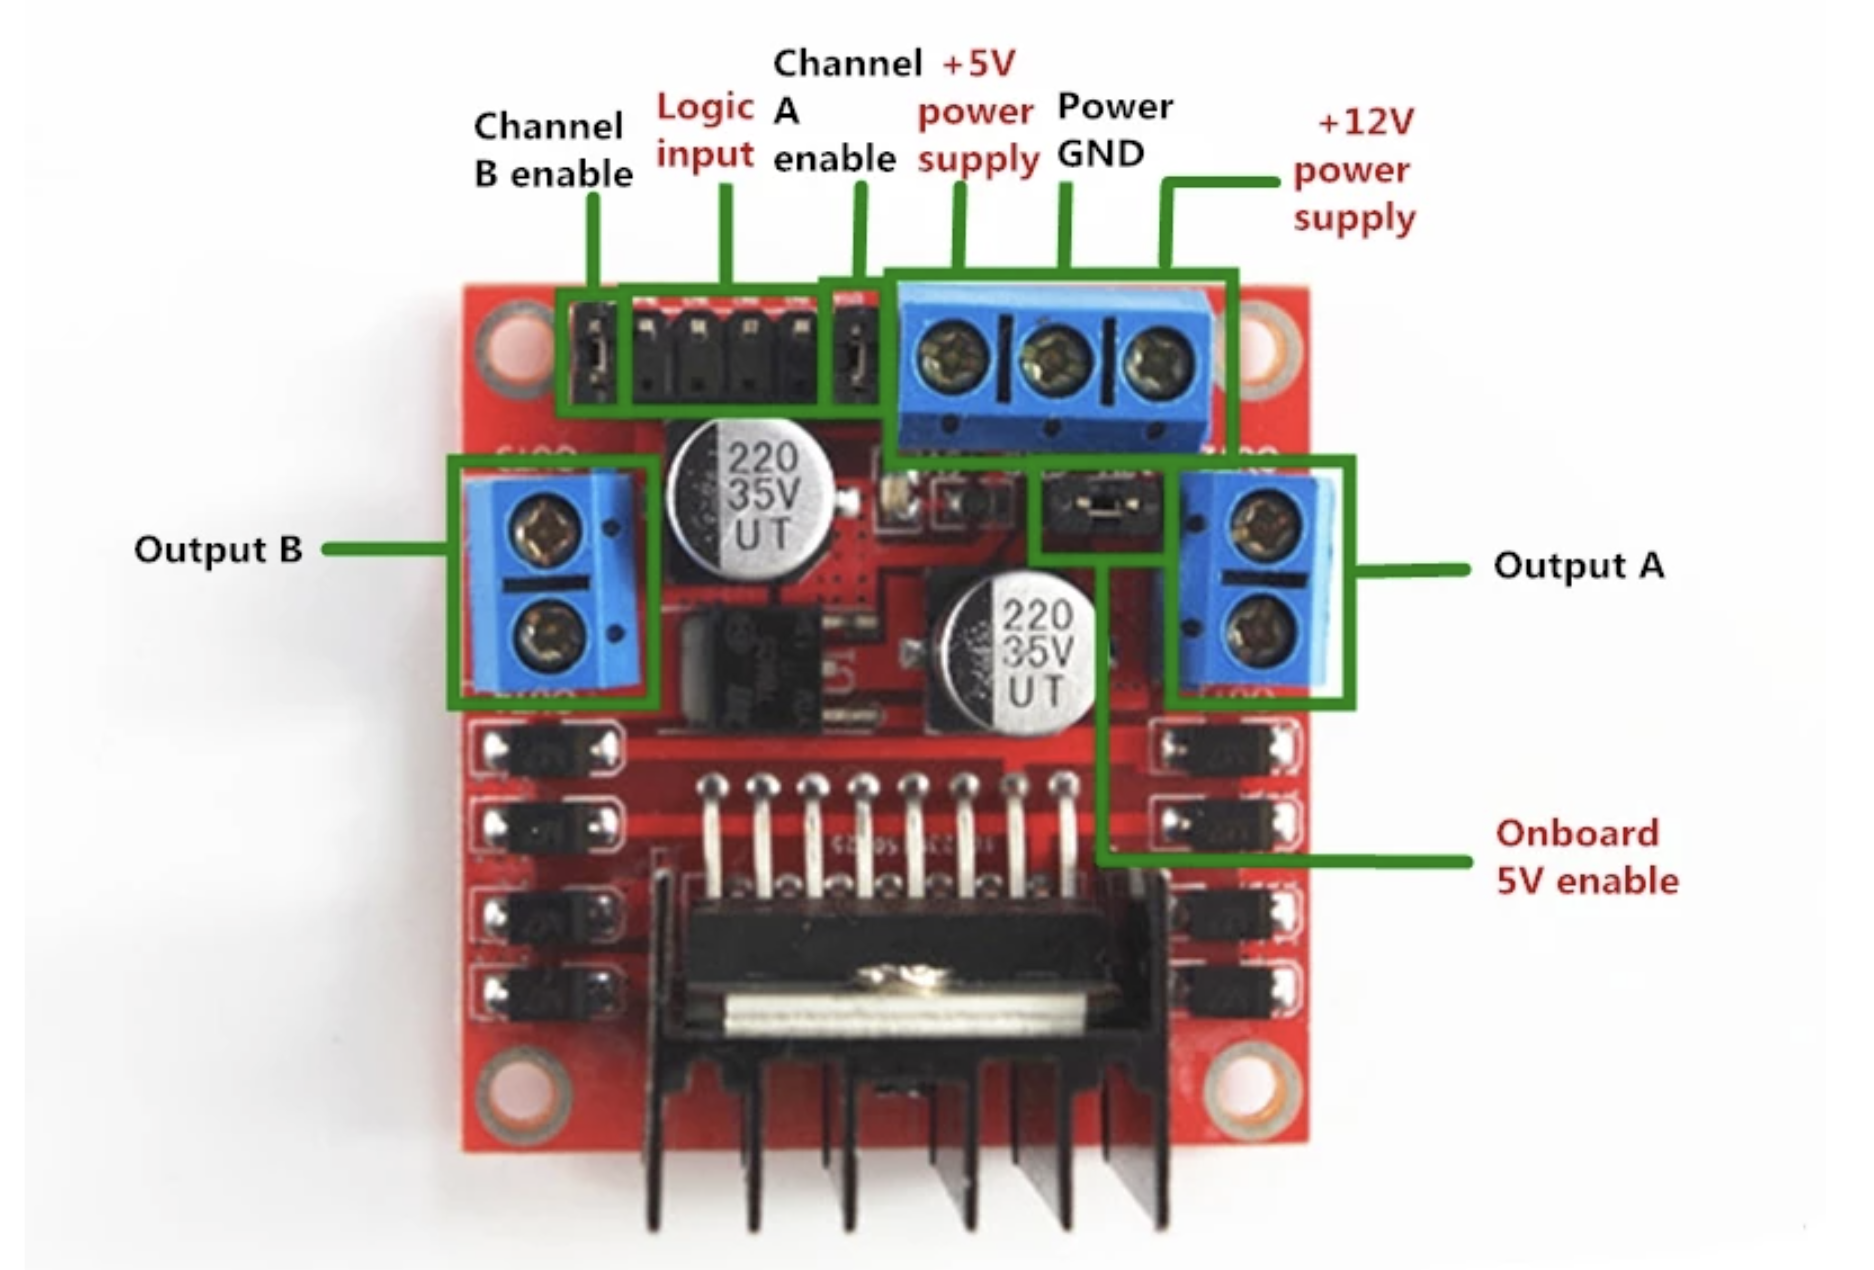 Channel
B enable
Logic
input
Channel
A
enable
+5V
power
supply
Power
GND
+12V
power
supply
Output B
Output A
Onboard
5V enable
220
35V
UT
220
35V
UT